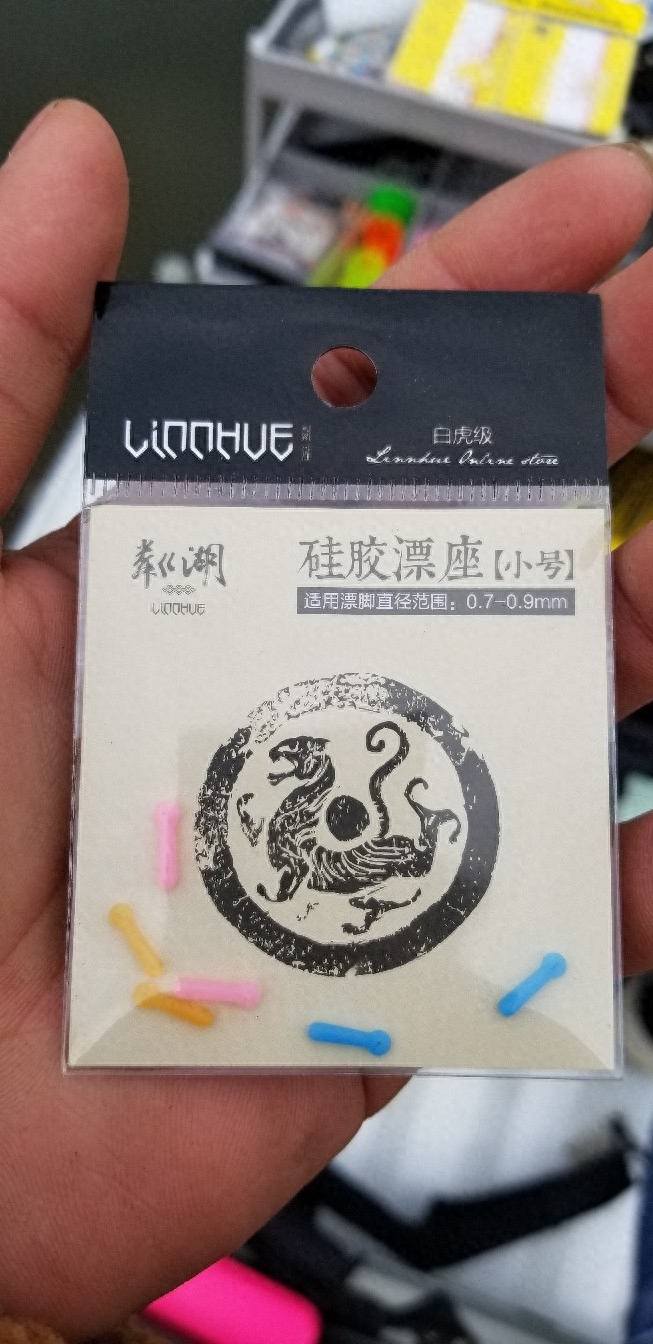 LINNHUE
白虎级
Linnhue Online store
LINNHUE
硅胶漂座【小号】
适用漂脚直径范围：0.7-0.9mm